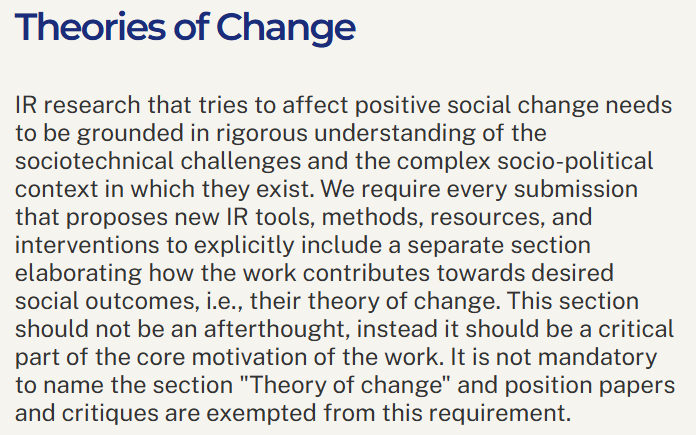 Theories of Change
IR research that tries to affect positive social change needs
to be grounded in rigorous understanding of the
sociotechnical challenges and the complex socio-political
context in which they exist. We require every submission
that proposes new IR tools, methods, resources, and
interventions to explicitly include a separate section
elaborating how the work contributes towards desired
social outcomes, i.e., their theory of change. This section
should not be an afterthought, instead it should be a critical
part of the core motivation of the work. It is not mandatory
to name the section "Theory of change" and position papers
and critiques are exempted from this requirement.